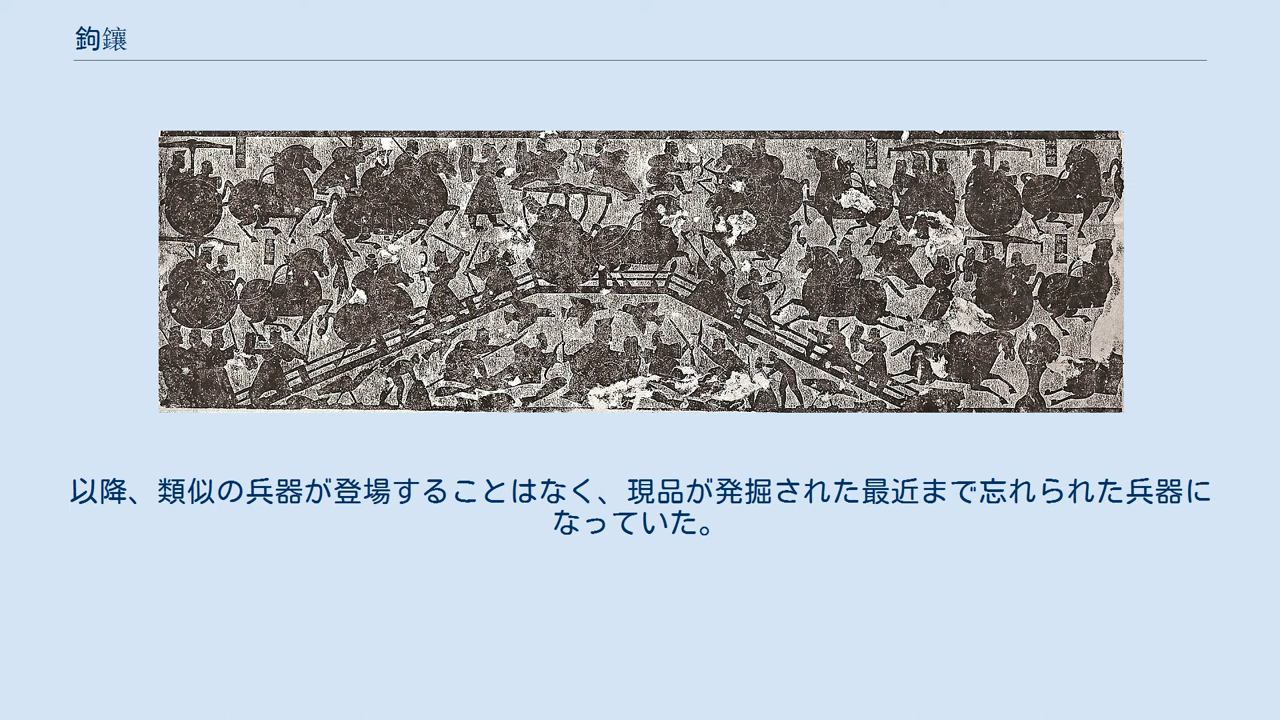 鉤鑲
以降、類似の兵器が登場することはなく、現品が発掘された最近まで忘れられた兵器に
なっていた。